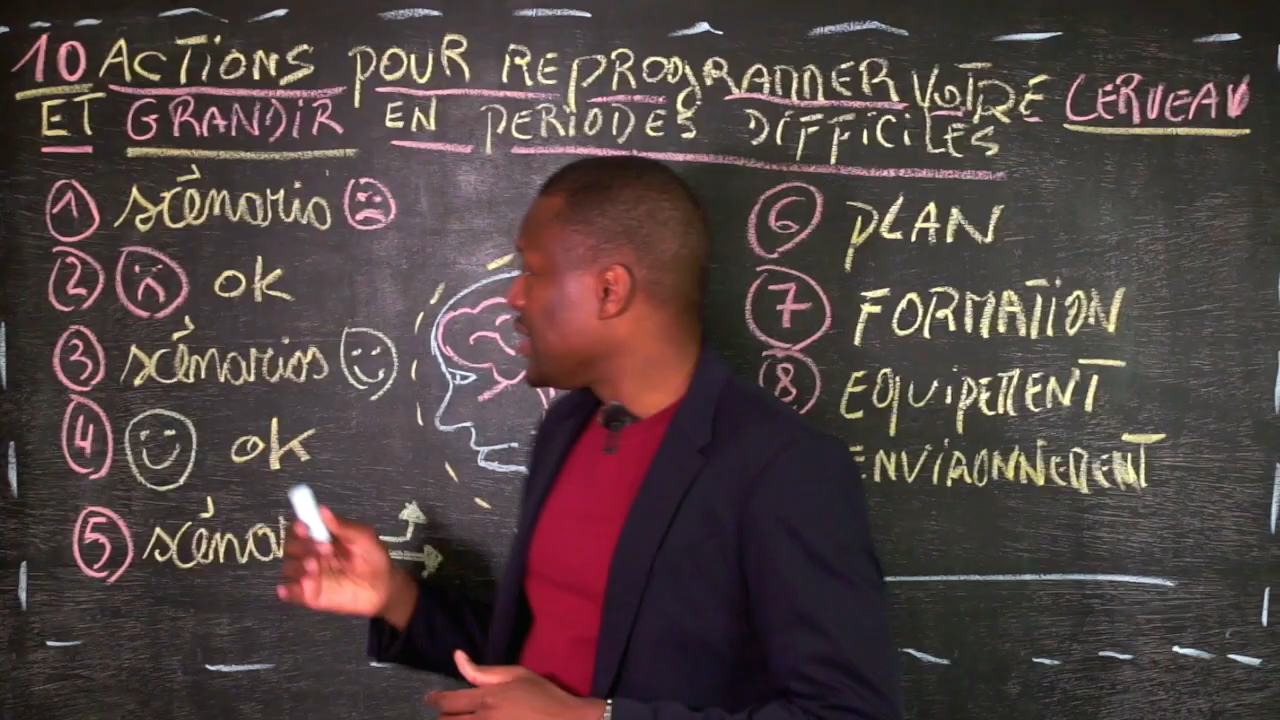 10 ACTIONS POUR REPROGRAMMER VOTRE CERVEAU
ET GRANDIR EN PERIODES DIFFICILES
1 scénario
2 ok
3 scénarios
4 ok
5 scéna
6 PLAN
7 FORMATION
8 EQUIPEMENT
ENVIRONNEMENT